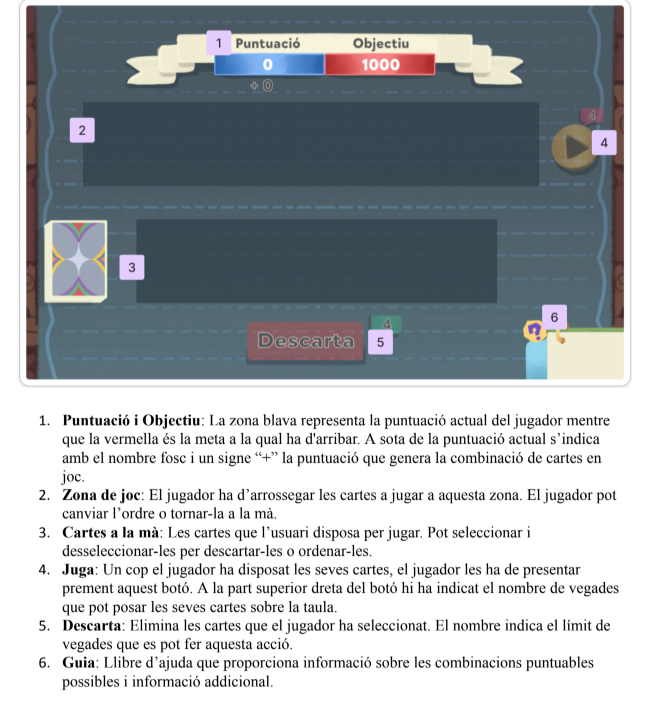 1 Puntuació Objectiu
0 1000
+ 0
2
4
4
3
6
4
Descarta 5
1. Puntuació i Objectiu: La zona blava representa la puntuació actual del jugador mentre
que la vermella és la meta a la qual ha d'arribar. A sota de la puntuació actual s’indica
amb el nombre fosc i un signe “+” la puntuació que genera la combinació de cartes en
joc.
2. Zona de joc: El jugador ha d’arrossegar les cartes a jugar a aquesta zona. El jugador pot
canviar l’ordre o tornar-la a la mà.
3. Cartes a la mà: Les cartes que l’usuari disposa per jugar. Pot seleccionar i
desseleccionar-les per descartar-les o ordenar-les.
4. Juga: Un cop el jugador ha disposat les seves cartes, el jugador les ha de presentar
prement aquest botó. A la part superior dreta del botó hi ha indicat el nombre de vegades
que pot posar les seves cartes sobre la taula.
5. Descarta: Elimina les cartes que el jugador ha seleccionat. El nombre indica el límit de
vegades que es pot fer aquesta acció.
6. Guia: Llibre d’ajuda que proporciona informació sobre les combinacions puntuables
possibles i informació addicional.